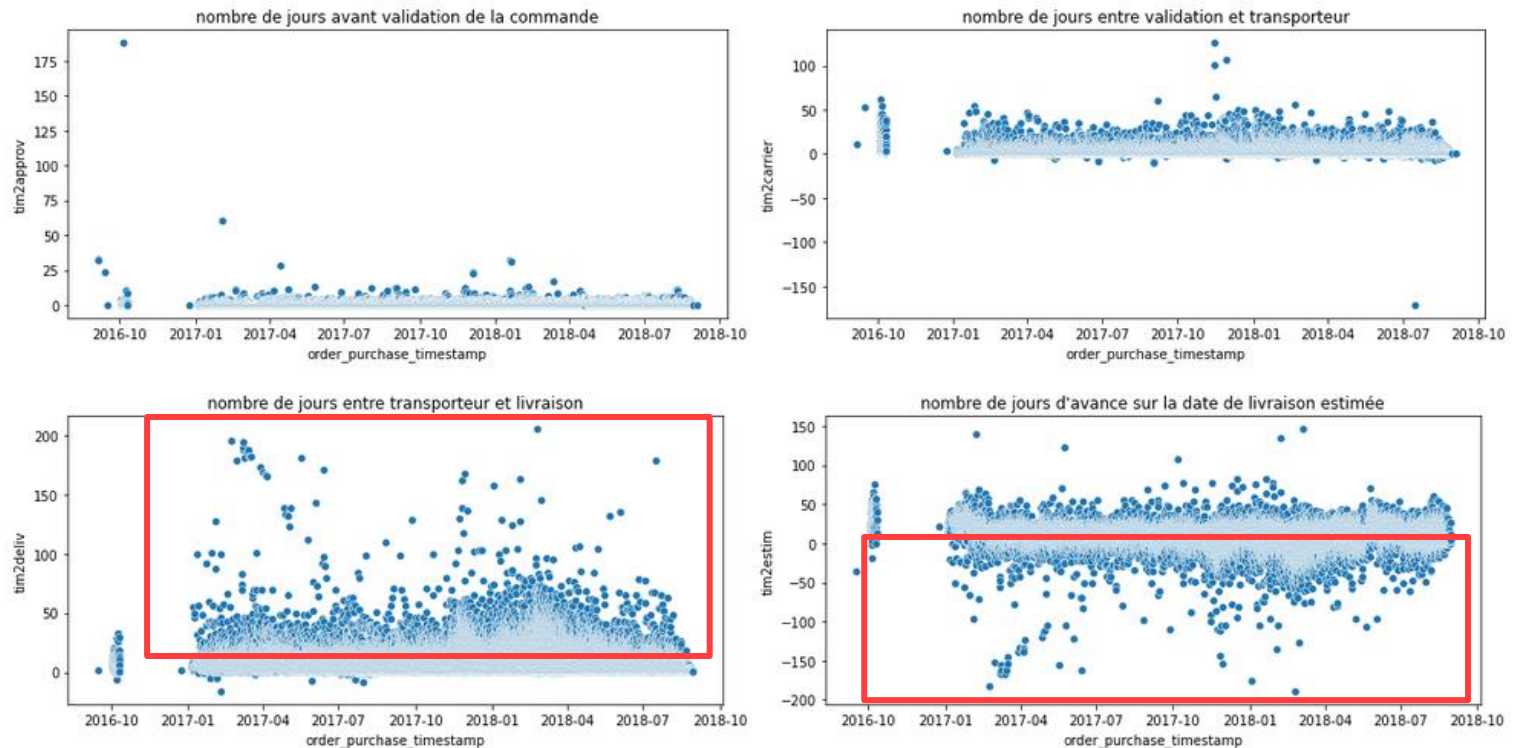 nombre de jours avant validation de la commande
175
150
125
100
75
50
25
0
tim2approv
2016-10 2017-01 2017-04 2017-07 2017-10 2018-01 2018-04 2018-07 2018-10
order_purchase_timestamp
nombre de jours entre validation et transporteur
100
50
0
−50
−100
−150
tim2carrier
2016-10 2017-01 2017-04 2017-07 2017-10 2018-01 2018-04 2018-07 2018-10
order_purchase_timestamp
nombre de jours entre transporteur et livraison
200
150
100
50
0
tim2deliv
2016-10 2017-01 2017-04 2017-07 2017-10 2018-01 2018-04 2018-07 2018-10
order_purchase_timestamp
nombre de jours d'avance sur la date de livraison estimée
150
100
50
0
−50
−100
−150
−200
tim2estim
2016-10 2017-01 2017-04 2017-07 2017-10 2018-01 2018-04 2018-07 2018-10
order_purchase_timestamp